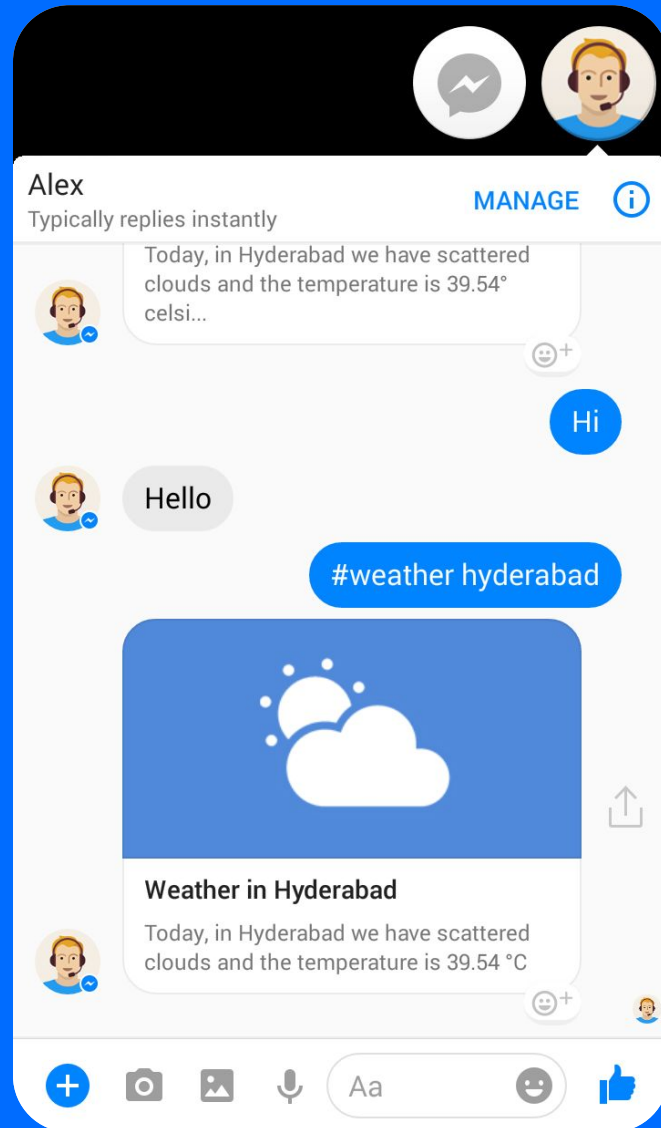 Alex
MANAGE
Typically replies instantly
Today, in Hyderabad we have scattered
clouds and the temperature is 39.54°
celsi...
Hi
Hello
#weather hyderabad
Weather in Hyderabad
Today, in Hyderabad we have scattered
clouds and the temperature is 39.54 °C
Aa